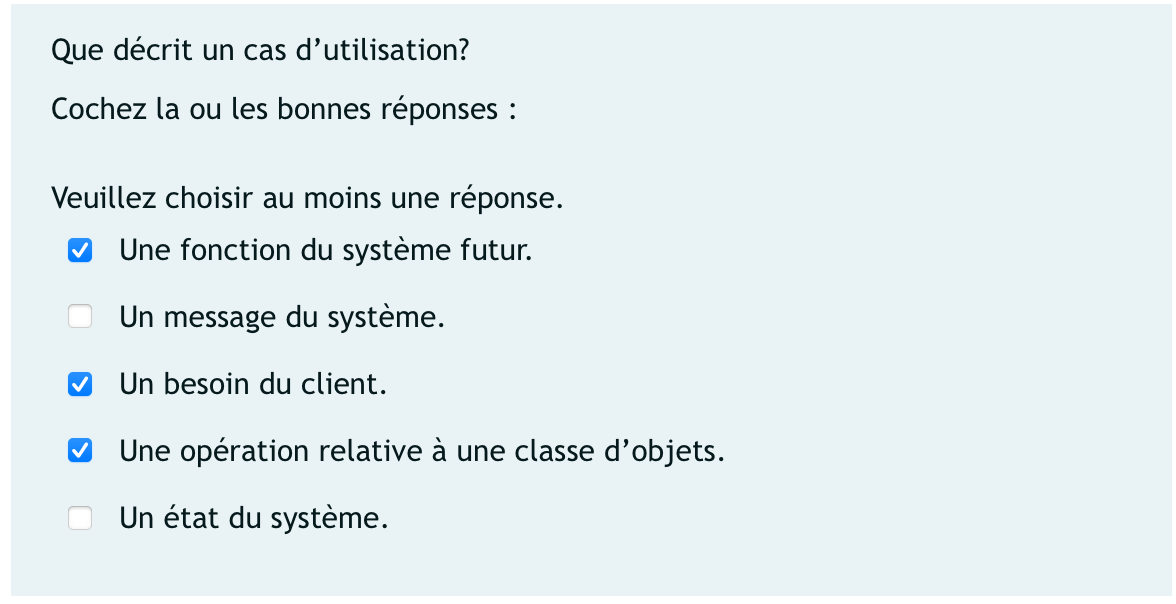 Que décrit un cas d’utilisation?
Cochez la ou les bonnes réponses :
Veuillez choisir au moins une réponse.
Une fonction du système futur.
Un message du système.
Un besoin du client.
Une opération relative à une classe d’objets.
Un état du système.